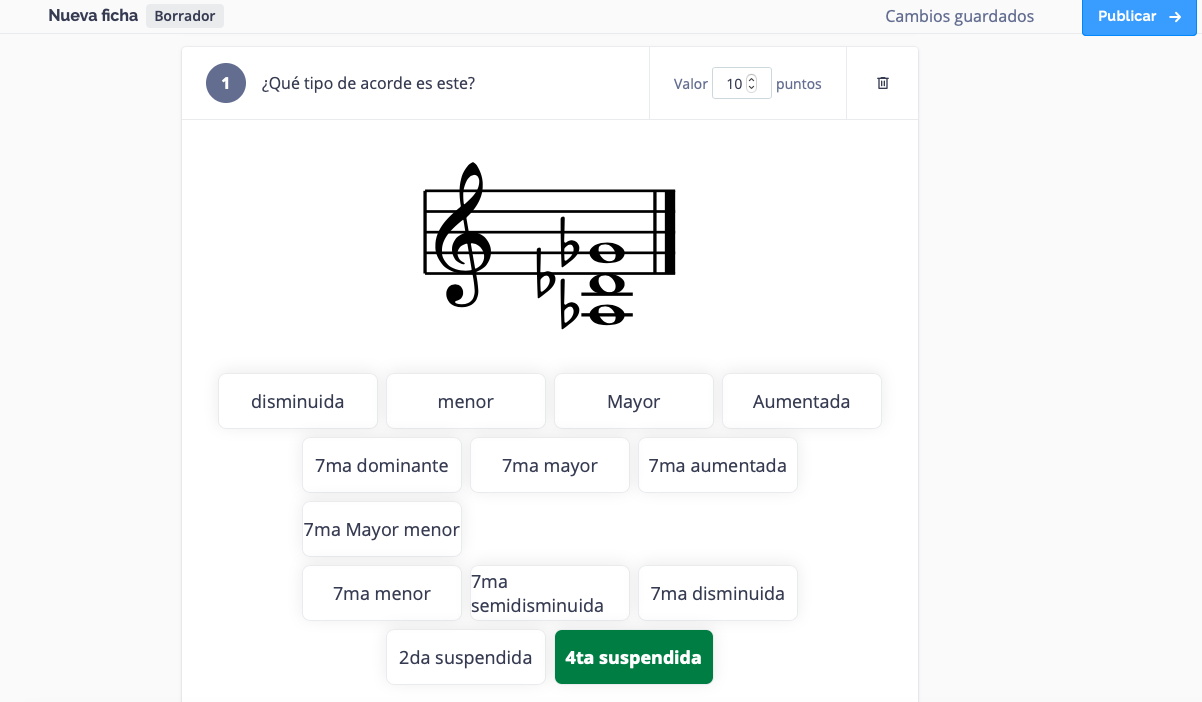 Nueva ficha Borrador Cambios guardados Publicar →
1 ¿Qué tipo de acorde es este? Valor 10 puntos
disminuida menor Mayor Aumentada
7ma dominante 7ma mayor 7ma aumentada
7ma Mayor menor
7ma menor 7ma semidisminuida 7ma disminuida
2da suspendida 4ta suspendida